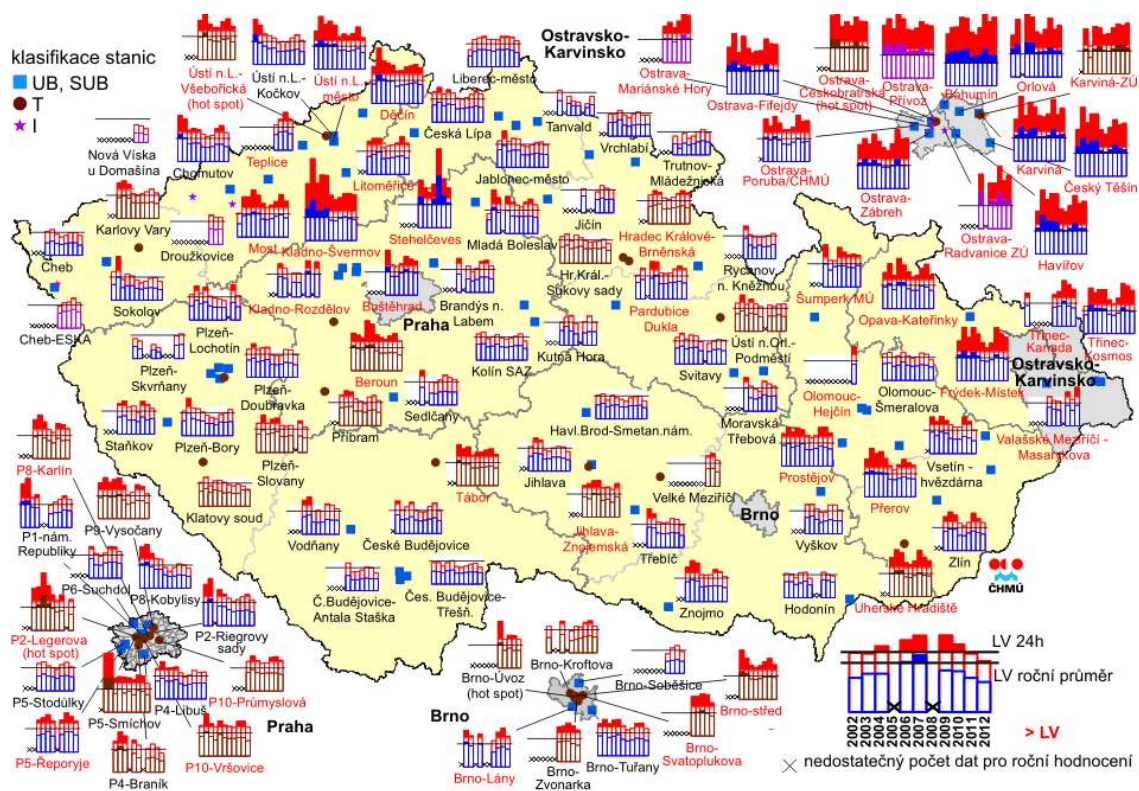 klasifikace stanic
UB, SUB
T
I
Ústí n.L.-
Všebořická
(hot spot)
Ústí n.L.-
Kočkov
Ústí n.L.-
město
Děčín
Liberec-město
Ostravsko-
Karvinsko
Ostrava-
Mariánské Hory
Ostrava-Fifejdy
Ostrava-
Českobratrská
(hot spot)
Ostrava-
Přívoz
Bohumín
Orlová
Karviná-ZÚ
Nová Víska
u Domašína
Chomutov
Teplice
Litoměřice
Česká Lípa
Jablonec-město
Tanvald
Vrchlabí
Trutnov-
Mládežnická
Ostrava-
Poruba/ČHMÚ
Ostrava-
Zábřeh
Ostrava-
Radvanice ZÚ
Karviná
Český Těšín
Havířov
Karlovy Vary
Droužkovice
Most
Kladno-Švermov
Stehelčeves
Mladá Boleslav
Jičín
Hradec Králové-
Brněnská
Cheb
Sokolov
Cheb-ESKA
Plzeň-
Lochotín
Kladno-Rozdělov
Buštěhrad
Praha
Brandýs n.
Labem
Hr.Král.-
Sukovy sady
Pardubice
Dukla
Rýchory
n. Kněžnou
Šumperk MÚ
Opava-Kateřinky
Třinec-
Kanada
Třinec-
Kosmos
Plzeň-
Skvrňany
Plzeň-
Doubravka
Beroun
Kolín SAZ
Kutná Hora
Svitavy
Ústí n.Orl.-
Podměstí
Olomouc-
Hejčín
Olomouc-
Šmeralova
Frýdek-Místek
Ostravsko-
Karvinsko
Staňkov
Plzeň-Bory
Plzeň-
Slovany
Příbram
Sedlčany
Havl.Brod-Smetan.nám.
Moravská
Třebová
Valašské Meziříčí -
Masarykova
P8-Karlín
Klatovy soud
Tábor
Jihlava
Velké Meziříčí
Prostějov
Přerov
Vsetín -
hvězdárna
P1-nám.
Republiky
P9-Vysočany
Vodňany
České Budějovice
Jihlava-
Znojemská
Třebíč
Brno
Vyškov
Zlín
P6-Suchdol
P8-Kobylisy
Č.Budějovice-
Antala Staška
Čes. Budějovice-
Třešň.
Znojmo
Hodonín
Uherské Hradiště
ČHMÚ
P2-Legerova
(hot spot)
P2-Riegrovy
sady
P5-Stodůlky
P5-Smíchov
P4-Libuš
P10-Průmyslová
Praha
P5-Řeporyje
P4-Braník
P10-Vršovice
Brno-Úvoz
(hot spot)
Brno-Kroftova
Brno-Soběšice
Brno-střed
Brno
Brno-Lány
Brno-
Zvonarka
Brno-Tuřany
Brno-
Svatoplukova
LV 24h
LV roční průměr
2002
2003
2004
2005
2006
2007
2008
2009
2010
2011
2012
> LV
nedostatečný počet dat pro roční hodnocení